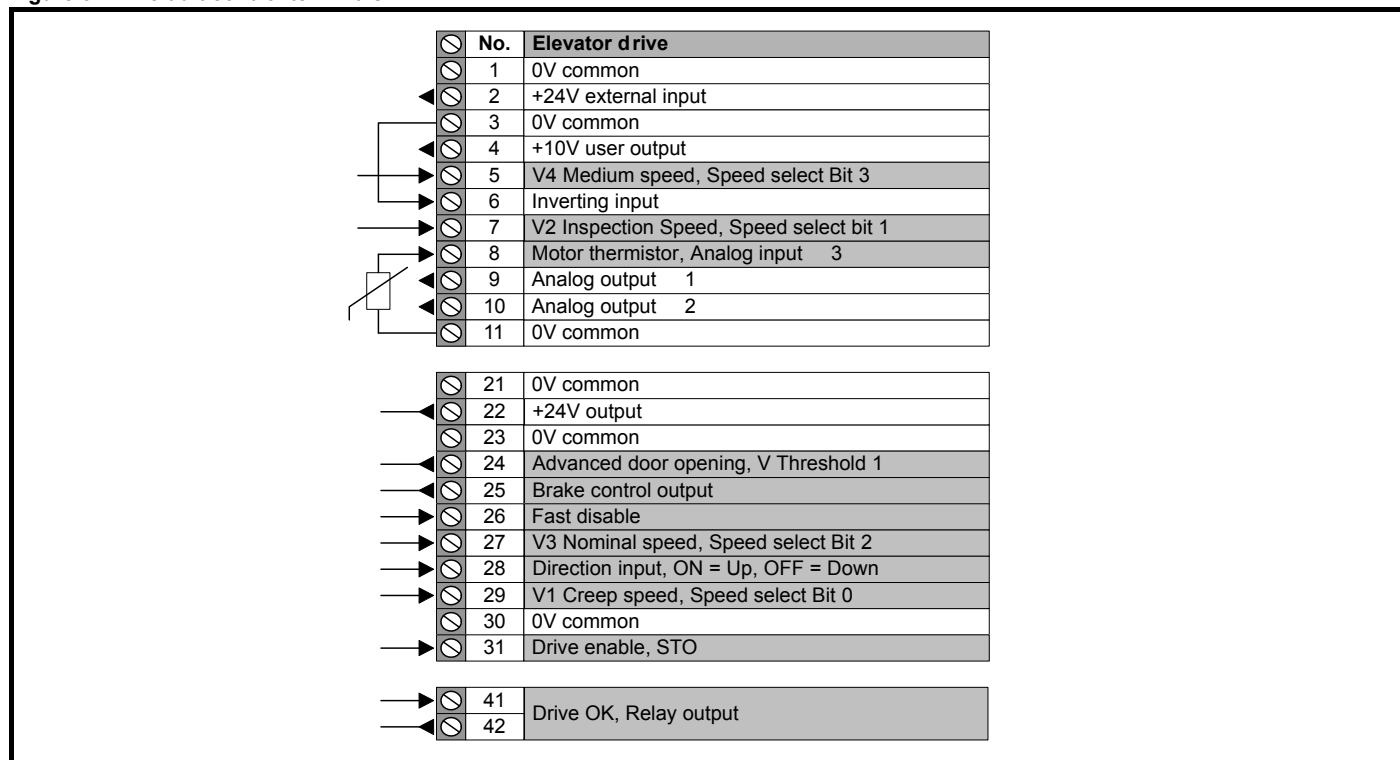 No. Elevator drive
1 0V common
2 +24V external input
3 0V common
4 +10V user output
5 V4 Medium speed, Speed select Bit 3
6 Inverting input
7 V2 Inspection Speed, Speed select bit 1
8 Motor thermistor, Analog input 3
9 Analog output 1
10 Analog output 2
11 0V common
21 0V common
22 +24V output
23 0V common
24 Advanced door opening, V Threshold 1
25 Brake control output
26 Fast disable
27 V3 Nominal speed, Speed select Bit 2
28 Direction input, ON = Up, OFF = Down
29 V1 Creep speed, Speed select Bit 0
30 0V common
31 Drive enable, STO
41
Drive OK, Relay output
42